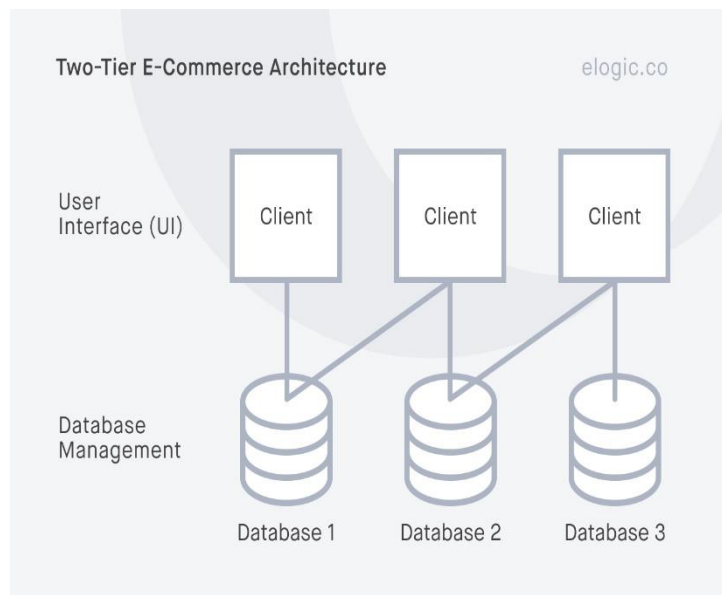 Two-Tier E-Commerce Architecture
elogic.co
User
Interface (UI)
Client
Client
Client
Database
Management
Database 1
Database 2
Database 3